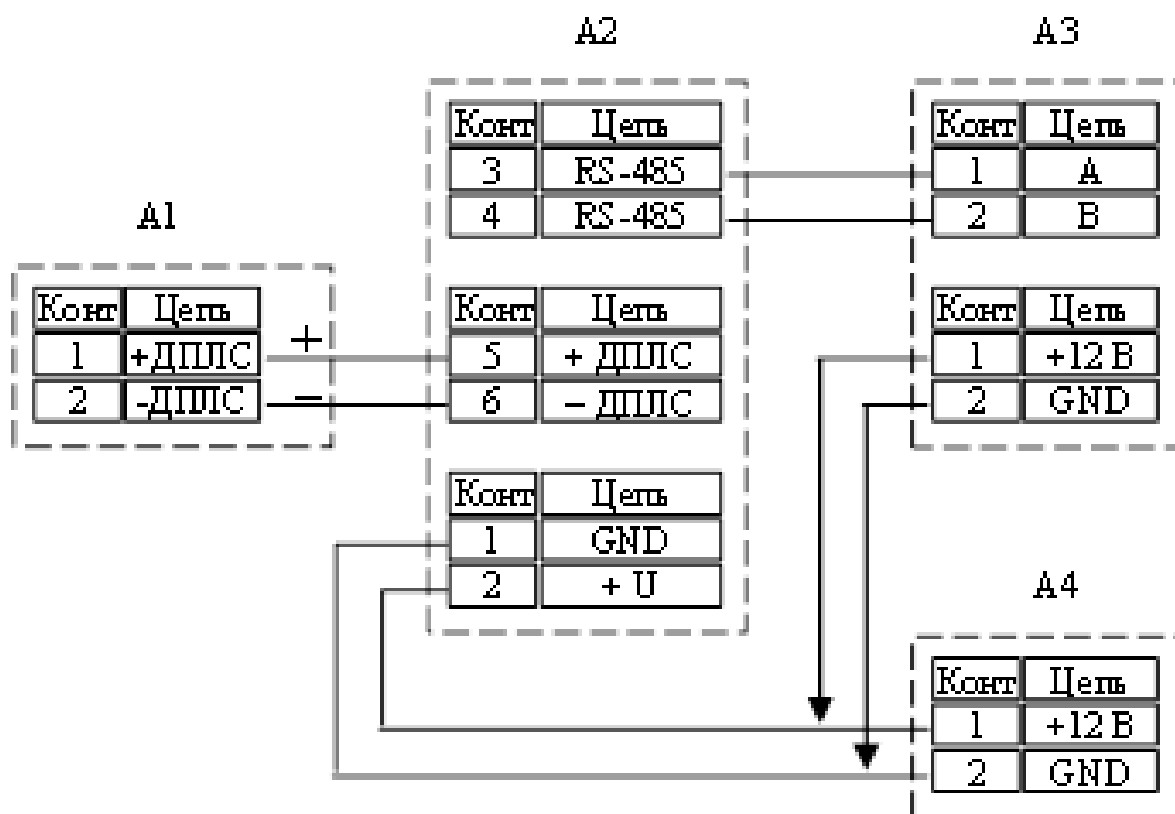 A2
A3
Конт Цепь
3 RS-485
4 RS-485
Конт Цепь
1 A
2 B
A1
Конт Цепь
1 +ДПЛС
2 -ДПЛС
+
−
Конт Цепь
5 + ДПЛС
6 − ДПЛС
Конт Цепь
1 +12 В
2 GND
Конт Цепь
1 GND
2 + U
A4
Конт Цепь
1 +12 В
2 GND